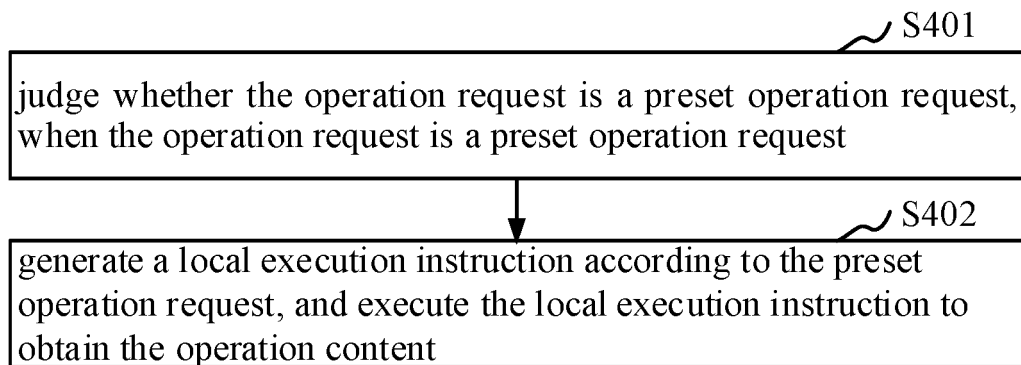 S401
judge whether the operation request is a preset operation request,
when the operation request is a preset operation request
S402
generate a local execution instruction according to the preset
operation request, and execute the local execution instruction to
obtain the operation content